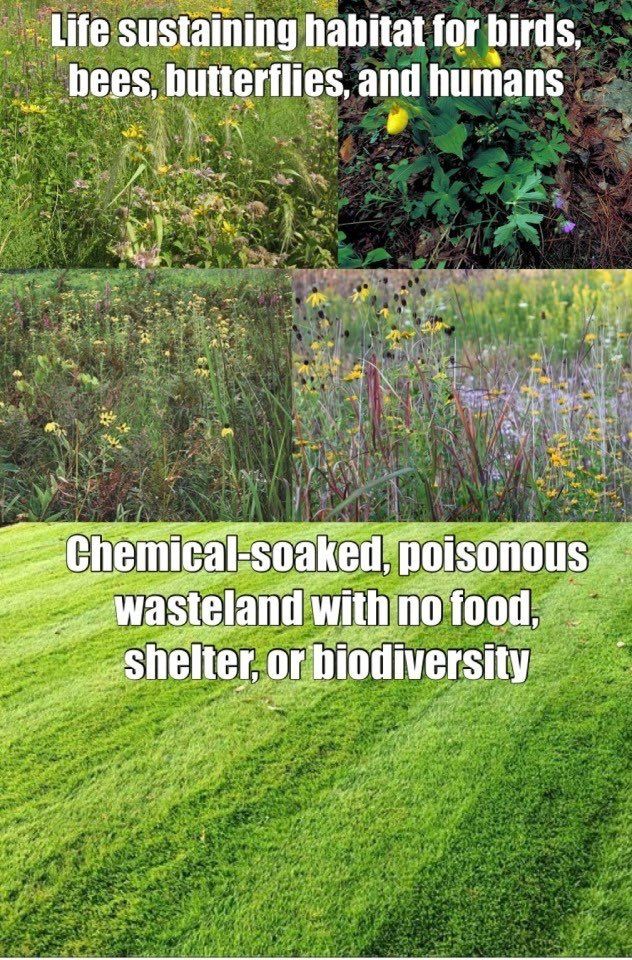 Life sustaining habitat for birds,
bees, butterflies, and humans
Chemical-soaked, poisonous
wasteland with no food,
shelter, or biodiversity